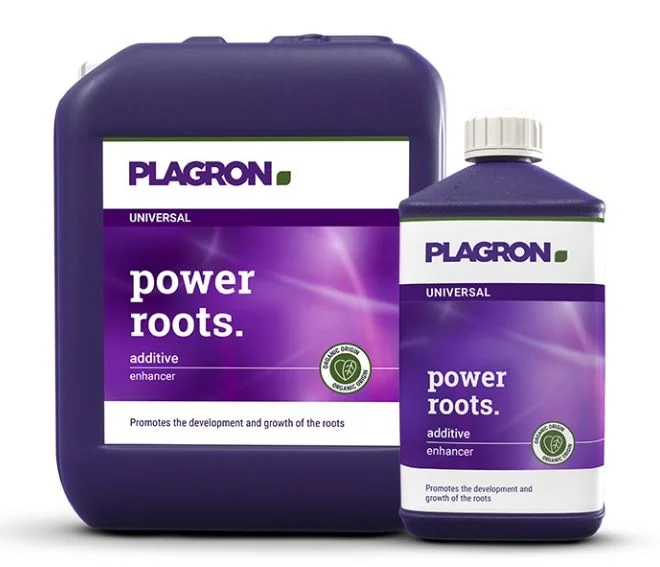 PLAGRON
UNIVERSAL
power
roots.
additive
enhancer
ORGANIC ORIGIN
ORGANIC ORIGIN
Promotes the development and growth of the roots
PLAGRON
UNIVERSAL
power
roots.
additive
enhancer
ORGANIC ORIGIN
ORGANIC ORIGIN
Promotes the development and
growth of the roots